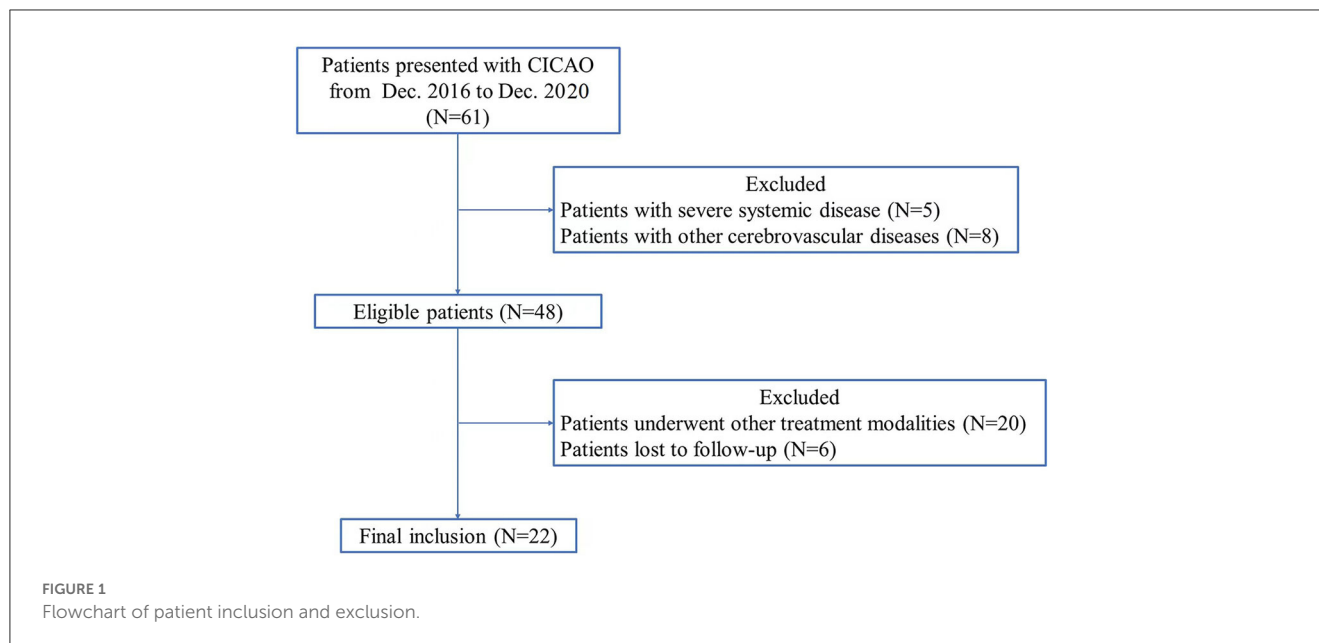 Patients presented with CICAO
from Dec. 2016 to Dec. 2020
(N=61)
Excluded
Patients with severe systemic disease (N=5)
Patients with other cerebrovascular diseases (N=8)
Eligible patients (N=48)
Excluded
Patients underwent other treatment modalities (N=20)
Patients lost to follow-up (N=6)
Final inclusion (N=22)
FIGURE 1
Flowchart of patient inclusion and exclusion.